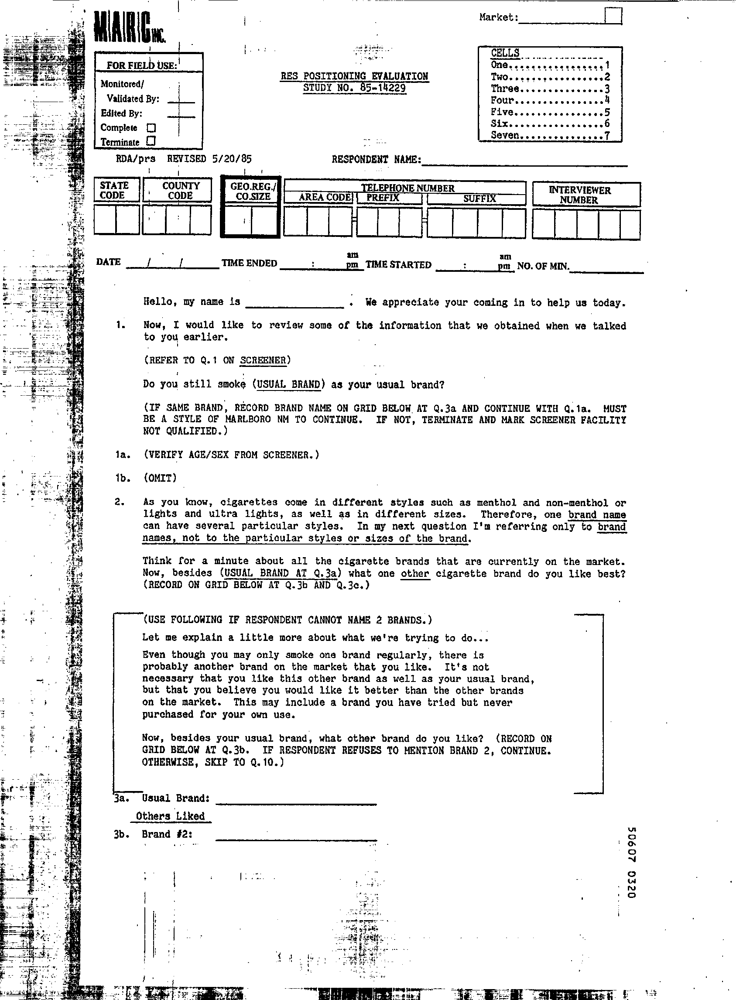 Market:
M/A/R/C INC.
FOR FIELD USE:
Monitored/
Validated By:
Edited By:
Complete
Terminate
RES POSITIONING EVALUATION
STUDY NO. 85-14229
CELLS
One..................1
Two................2
Three...............3
Four................4
Five................5
Six................6
Seven...............7
RDA/prs REVISED 5/20/85
RESPONDENT NAME:
STATE CODE
COUNTY CODE
GEO.REG./ CO.SIZE
TELEPHONE NUMBER
AREA CODE PREFIX SUFFIX
INTERVIEWER NUMBER
DATE / / TIME ENDED : am pm TIME STARTED : am pm NO. OF MIN.
Hello, my name is . We appreciate your coming in to help us today.
1. Now, I would like to review some of the information that we obtained when we talked
to you earlier.
(REFER TO Q.1 ON SCREENER)
Do you still smoke (USUAL BRAND) as your usual brand?
(IF SAME BRAND, RECORD BRAND NAME ON GRID BELOW AT Q.3a AND CONTINUE WITH Q.1a. MUST
BE A STYLE OF MARLBORO NM TO CONTINUE. IF NOT, TERMINATE AND MARK SCREENER FACILITY
NOT QUALIFIED.)
1a. (VERIFY AGE/SEX FROM SCREENER.)
1b. (OMIT)
2. As you know, cigarettes come in different styles such as menthol and non-menthol or
lights and ultra lights, as well as in different sizes. Therefore, one brand name
can have several particular styles. In my next question I'm referring only to brand
names, not to the particular styles or sizes of the brand.
Think for a minute about all the cigarette brands that are currently on the market.
Now, besides (USUAL BRAND AT Q.3a) what one other cigarette brand do you like best?
(RECORD ON GRID BELOW AT Q.3b AND Q.3c.)
(USE FOLLOWING IF RESPONDENT CANNOT NAME 2 BRANDS.)
Let me explain a little more about what we're trying to do...
Even though you may only smoke one brand regularly, there is
probably another brand on the market that you like. It's not
necessary that you like this other brand as well as your usual brand,
but that you believe you would like it better than the other brands
on the market. This may include a brand you have tried but never
purchased for your own use.
Now, besides your usual brand, what other brand do you like? (RECORD ON
GRID BELOW AT Q.3b. IF RESPONDENT REFUSES TO MENTION BRAND 2, CONTINUE.
OTHERWISE, SKIP TO Q.10.)
3a. Usual Brand:
Others Liked
3b. Brand #2:
50607 0320